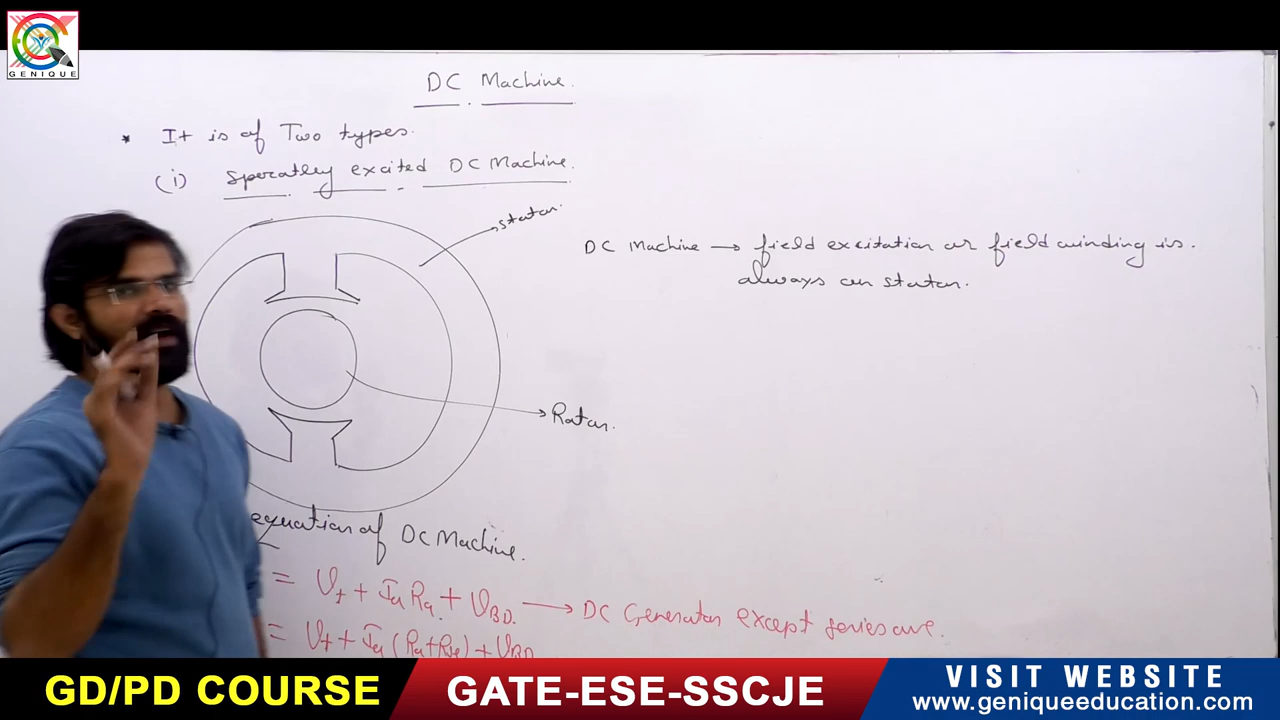 GENIQUE
DC Machine.
* It is of Two types.
(i) Speratley excited DC Machine.
stator.
DC Machine → field excitation or field winding is.
always on stator.
Rotor.
equation of DC Machine.
= Vt + Ia Ra + VBD. → DC Generator except series one.
= Vt + Ia (Ra+Rse) + VBD
GD/PD COURSE
GATE-ESE-SSCJE
VISIT WEBSITE
www.geniqueeducation.com